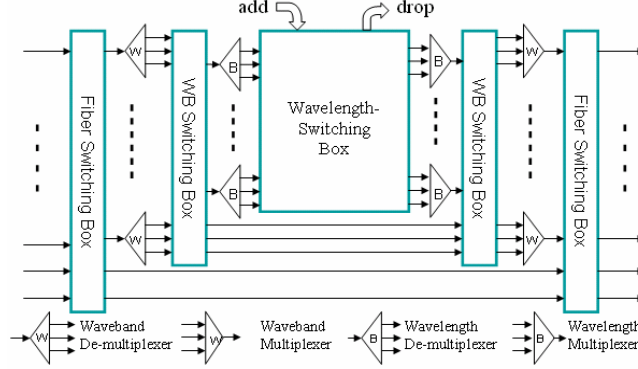 add
drop
W
W
B
B
Fiber Switching Box
WB Switching Box
Wavelength-
Switching
Box
WB Switching Box
Fiber Switching Box
B
B
W
W
W
Waveband
De-multiplexer
W
Waveband
Multiplexer
B
Wavelength
De-multiplexer
B
Wavelength
Multiplexer